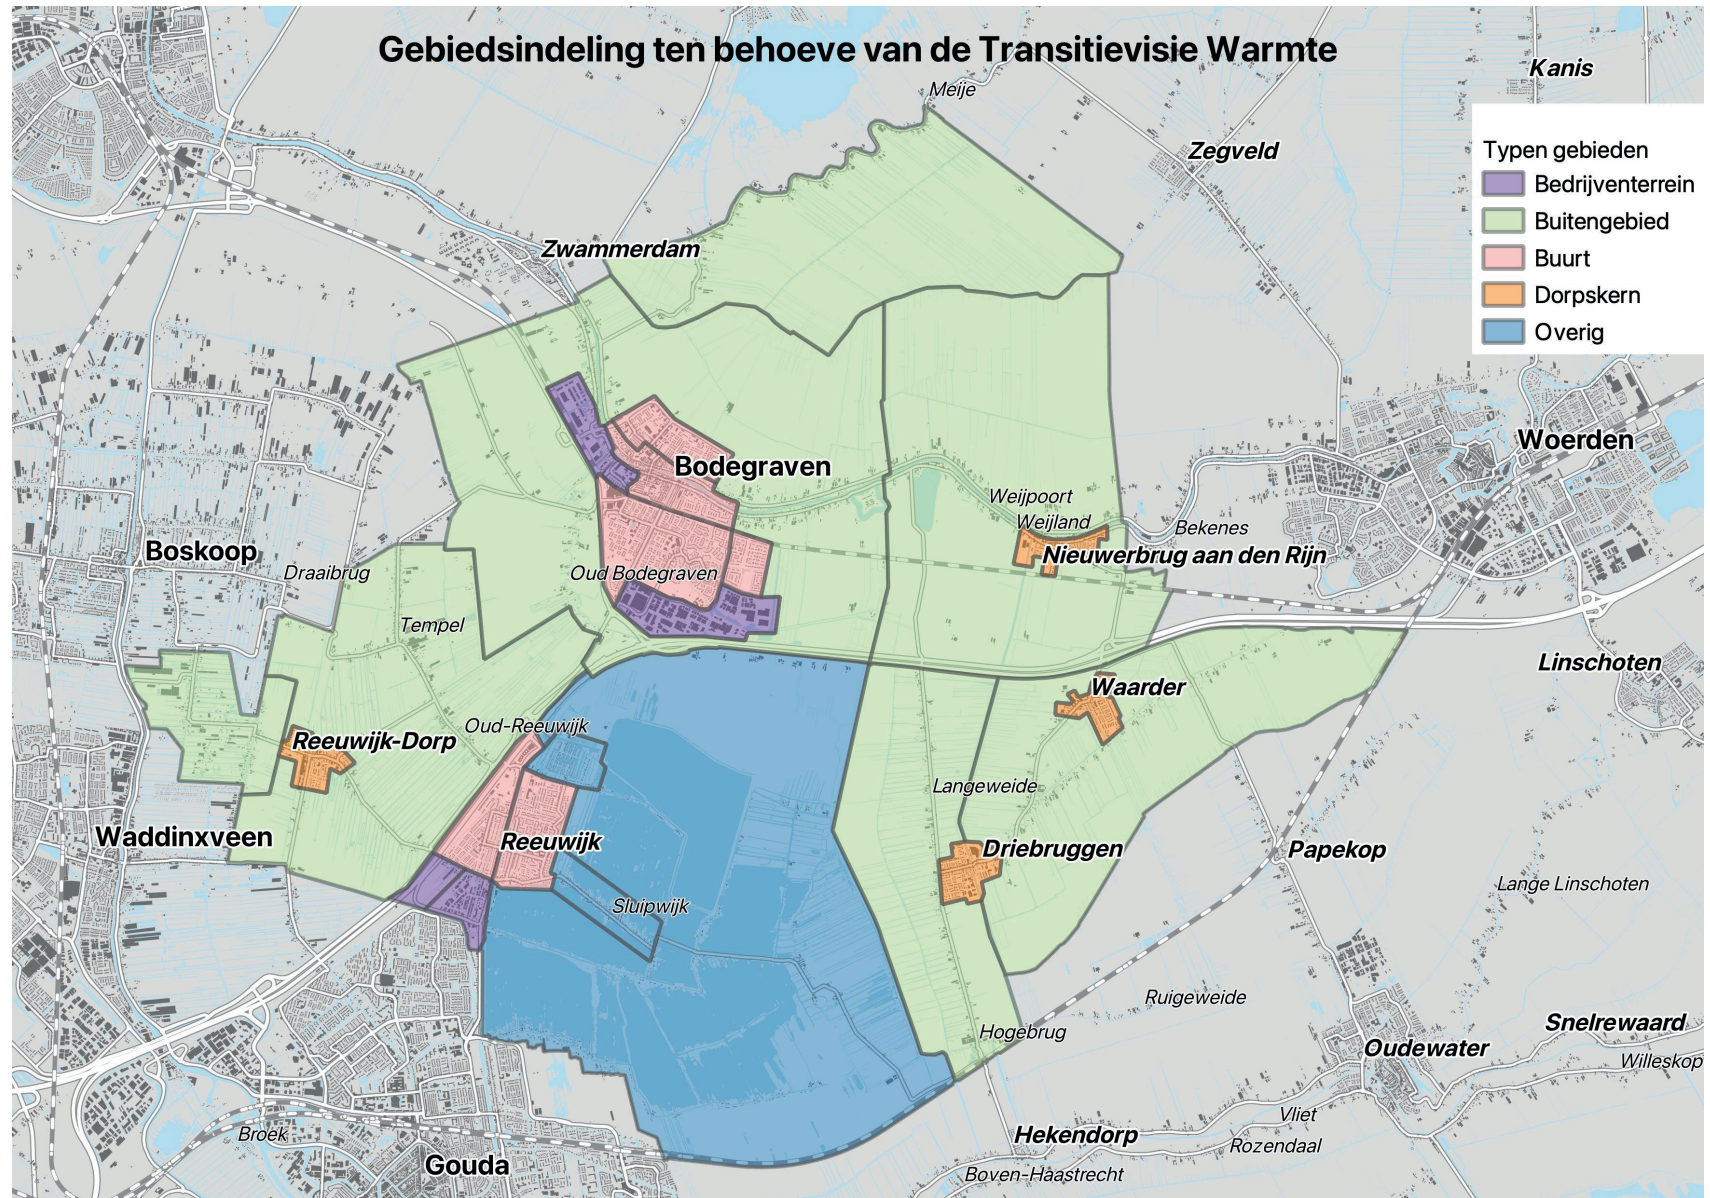 Gebiedsindeling ten behoeve van de Transitievisie Warmte
Kanis
Meije
Zegveld
Typen gebieden
Bedrijventerrein
Buitengebied
Buurt
Dorpskern
Overig
Zwammerdam
Woerden
Bodegraven
Weijpoort
Weijland
Bekenes
Boskoop
Nieuwerbrug aan den Rijn
Draaibrug
Oud Bodegraven
Tempel
Linschoten
Waarder
Oud-Reeuwijk
Reeuwijk-Dorp
Langeweide
Waddinxveen
Reeuwijk
Driebruggen
Papekop
Lange Linschoten
Sluipwijk
Ruigeweide
Hogebrug
Snelrewaard
Oudewater
Willeskop
Vliet
Broek
Hekendorp
Rozendaal
Gouda
Boven-Haastrecht